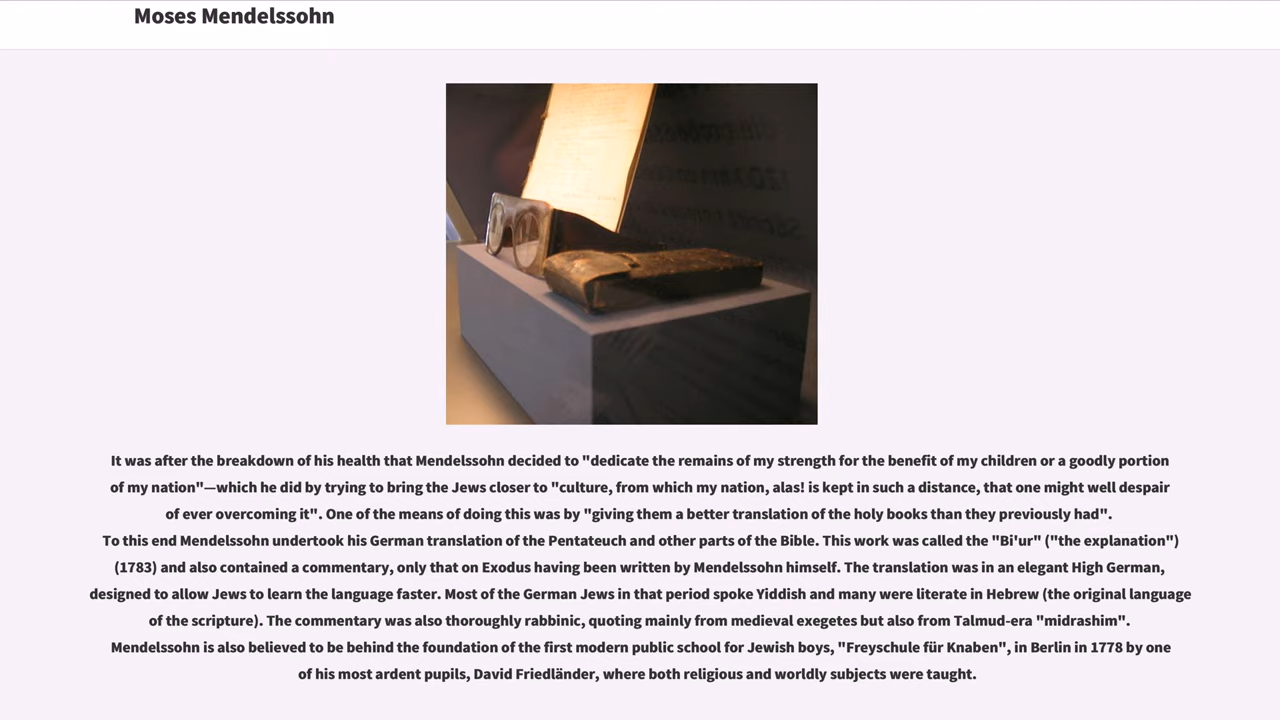 Moses Mendelssohn
It was after the breakdown of his health that Mendelssohn decided to "dedicate the remains of my strength for the benefit of my children or a goodly portion
of my nation"—which he did by trying to bring the Jews closer to "culture, from which my nation, alas! is kept in such a distance, that one might well despair
of ever overcoming it". One of the means of doing this was by "giving them a better translation of the holy books than they previously had".
To this end Mendelssohn undertook his German translation of the Pentateuch and other parts of the Bible. This work was called the "Bi'ur" ("the explanation")
(1783) and also contained a commentary, only that on Exodus having been written by Mendelssohn himself. The translation was in an elegant High German,
designed to allow Jews to learn the language faster. Most of the German Jews in that period spoke Yiddish and many were literate in Hebrew (the original language
of the scripture). The commentary was also thoroughly rabbinic, quoting mainly from medieval exegetes but also from Talmud-era "midrashim".
Mendelssohn is also believed to be behind the foundation of the first modern public school for Jewish boys, "Freyschule für Knaben", in Berlin in 1778 by one
of his most ardent pupils, David Friedländer, where both religious and worldly subjects were taught.